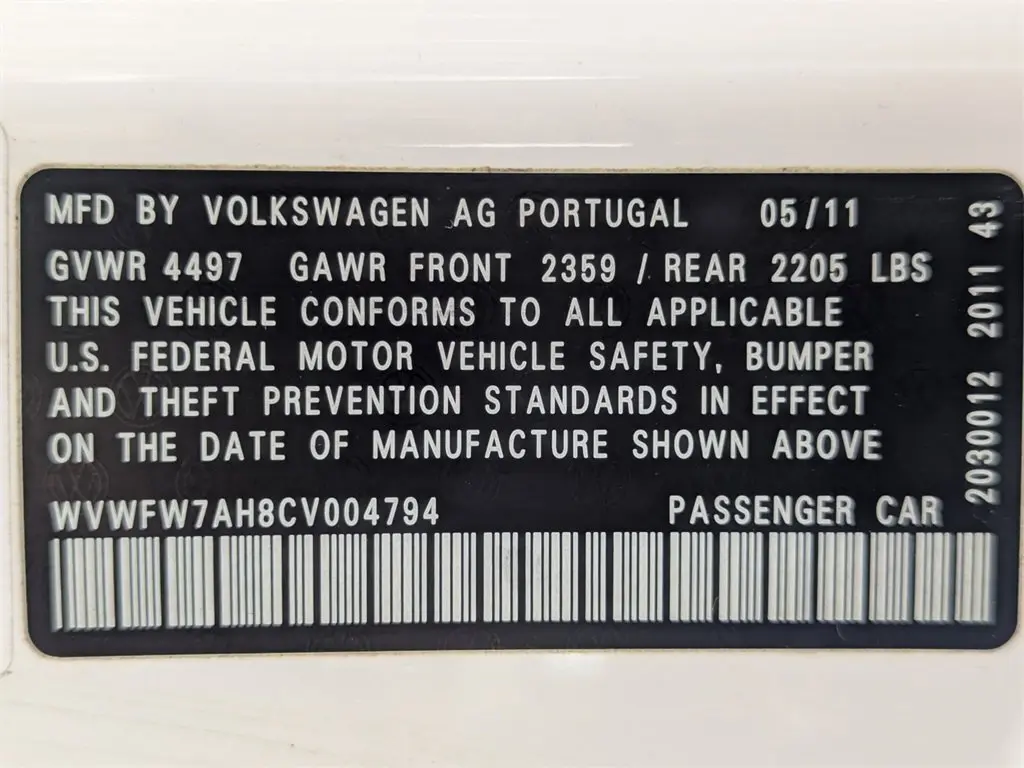 MFD BY VOLKSWAGEN AG PORTUGAL 05/11
GVWR 4497 GAWR FRONT 2359 / REAR 2205 LBS
THIS VEHICLE CONFORMS TO ALL APPLICABLE
U.S. FEDERAL MOTOR VEHICLE SAFETY, BUMPER
AND THEFT PREVENTION STANDARDS IN EFFECT
ON THE DATE OF MANUFACTURE SHOWN ABOVE
WVWFW7AH8CV004794 PASSENGER CAR
2030012 2011 43